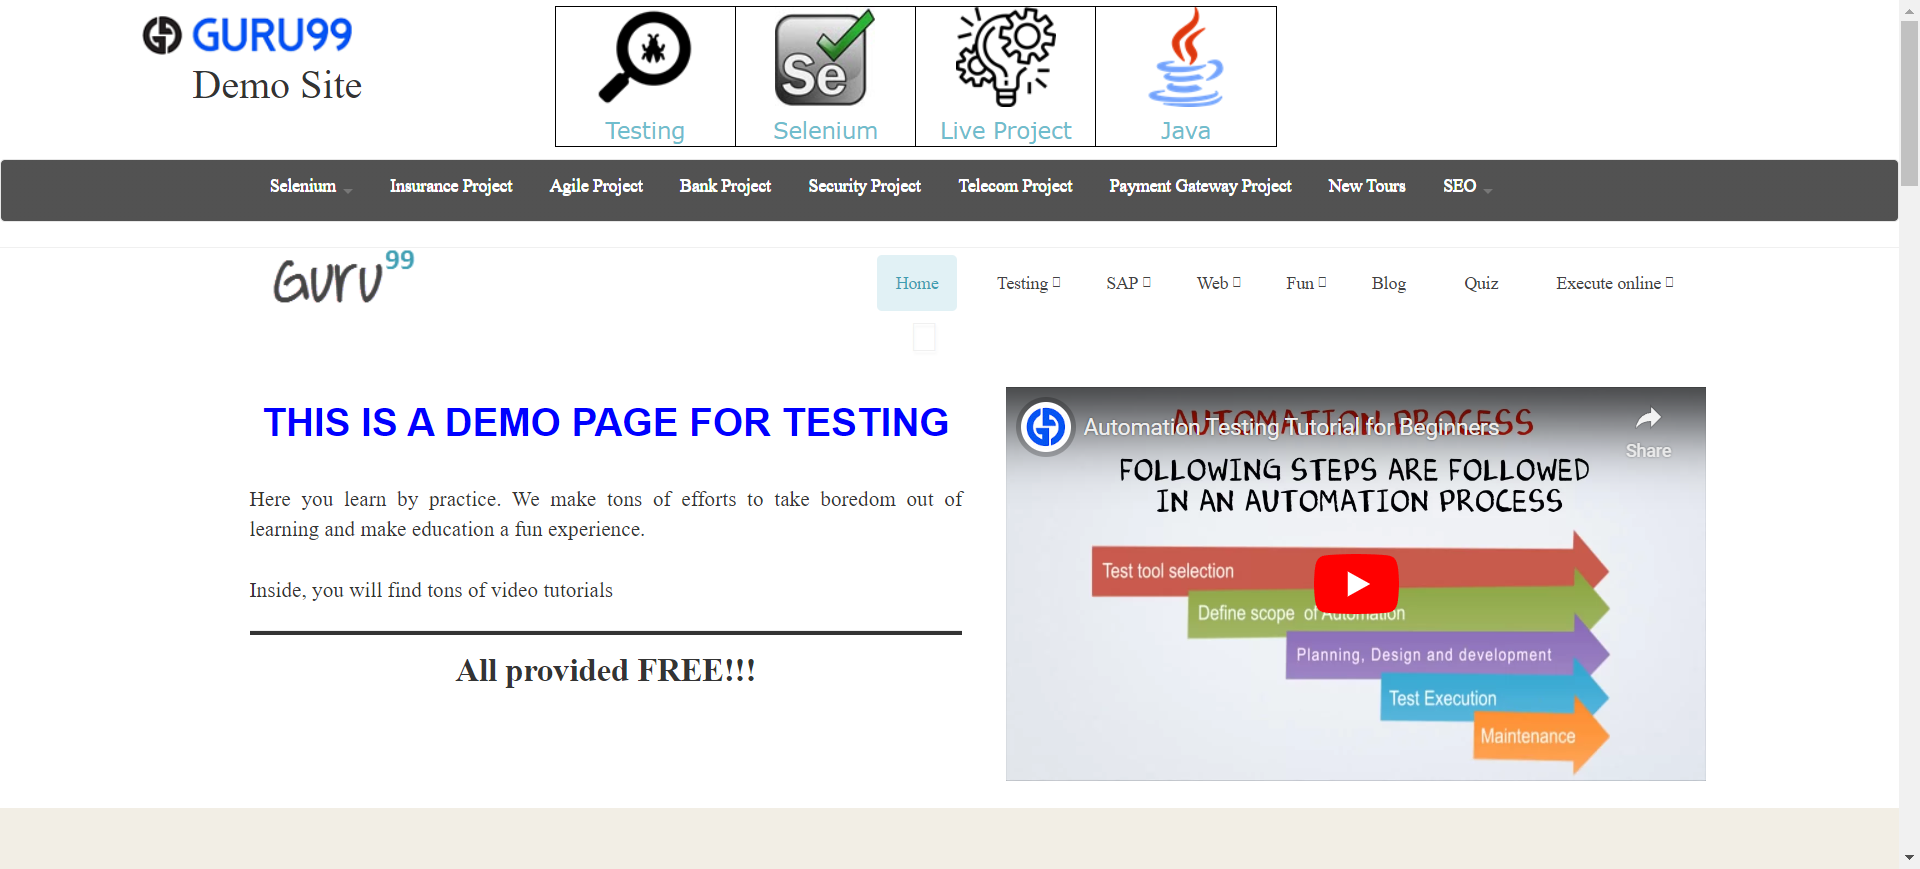 GURU99
Demo Site
Se
Testing
Selenium
Live Project
Java
Selenium
Insurance Project
Agile Project
Bank Project
Security Project
Telecom Project
Payment Gateway Project
New Tours
SEO
Guru99
Home
Testing
SAP
Web
Fun
Blog
Quiz
Execute online
THIS IS A DEMO PAGE FOR TESTING
Here you learn by practice. We make tons of efforts to take boredom out of
learning and make education a fun experience.
Inside, you will find tons of video tutorials
All provided FREE!!!
AUTOMATION PROCESS
Automation Testing Tutorial for Beginners
Share
FOLLOWING STEPS ARE FOLLOWED
IN AN AUTOMATION PROCESS
Test tool selection
Define scope of Automation
Planning, Design and development
Test Execution
Maintenance